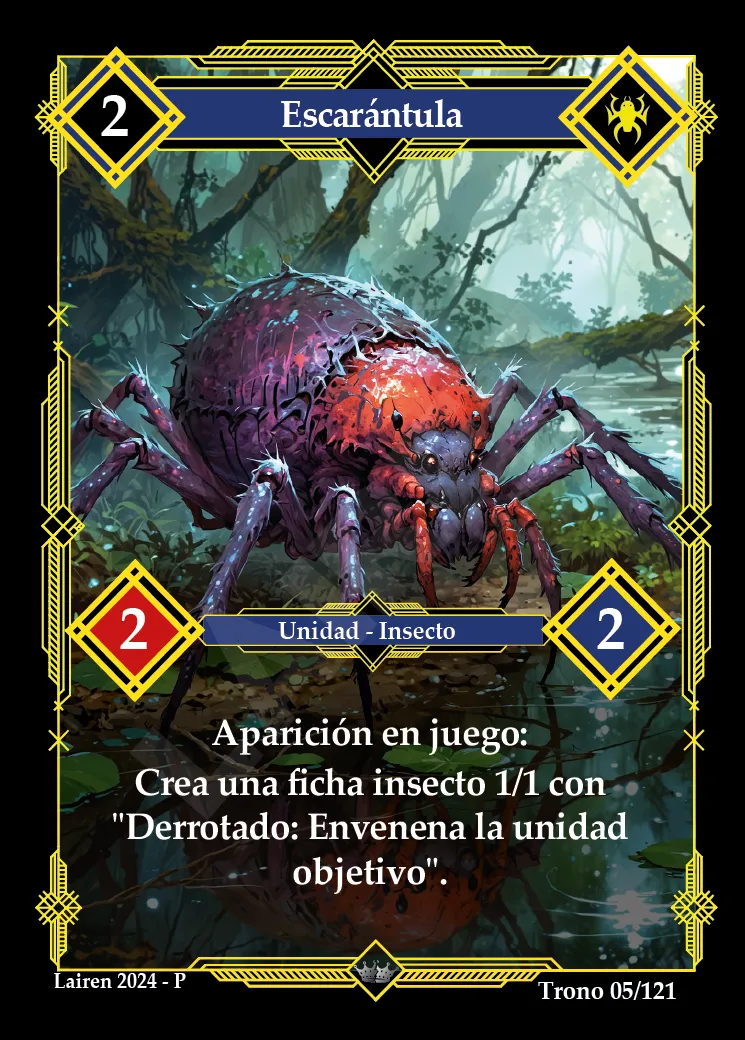 2
Escarántula
2
Unidad - Insecto
2
Aparición en juego:
Crea una ficha insecto 1/1 con
"Derrotado: Envenena la unidad
objetivo".
Lairen 2024 - P
Trono 05/121